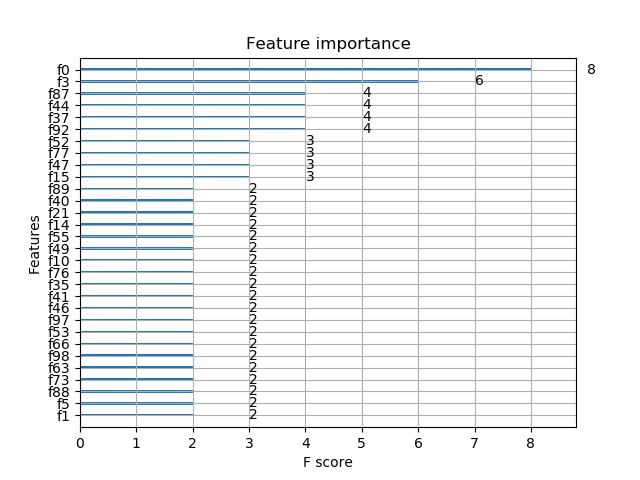 Feature importance
f0 8
f3 6
f87 4
f44 4
f37 4
f92 4
f52 3
f77 3
f47 3
f15 3
f89 2
f40 2
f21 2
f14 2
f55 2
f49 2
f10 2
f76 2
f35 2
f41 2
f46 2
f97 2
f53 2
f66 2
f98 2
f63 2
f73 2
f88 2
f5 2
f1 2
Features
0 1 2 3 4 5 6 7 8
F score